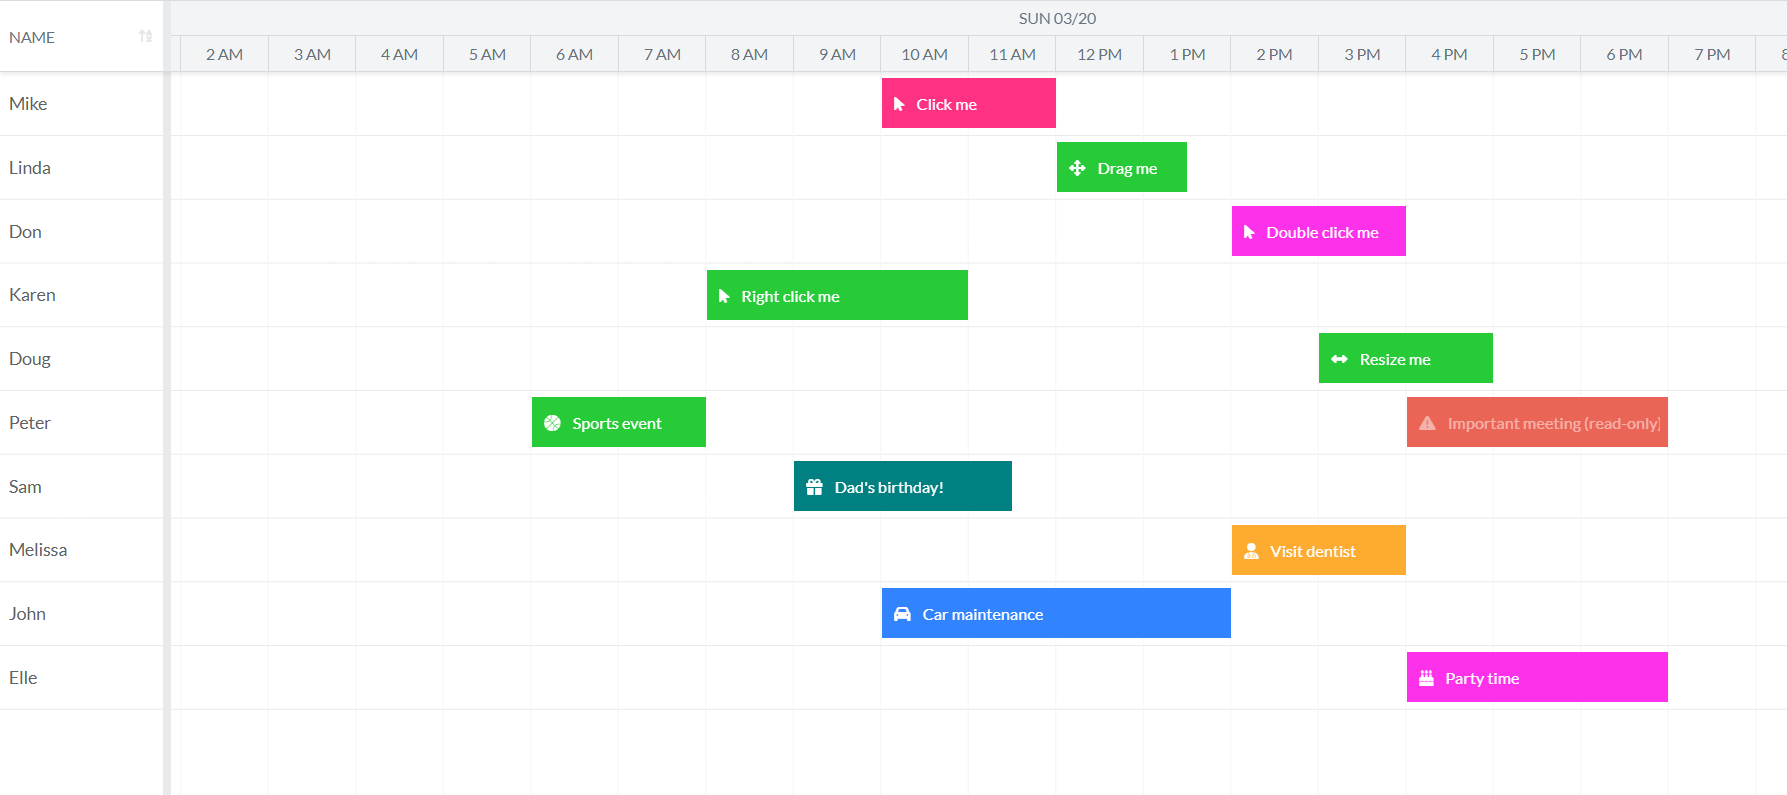 NAME
SUN 03/20
2 AM 3 AM 4 AM 5 AM 6 AM 7 AM 8 AM 9 AM 10 AM 11 AM 12 PM 1 PM 2 PM 3 PM 4 PM 5 PM 6 PM 7 PM
Mike Click me
Linda Drag me
Don Double click me
Karen Right click me
Doug Resize me
Peter Sports event Important meeting (read-only)
Sam Dad's birthday!
Melissa Visit dentist
John Car maintenance
Elle Party time